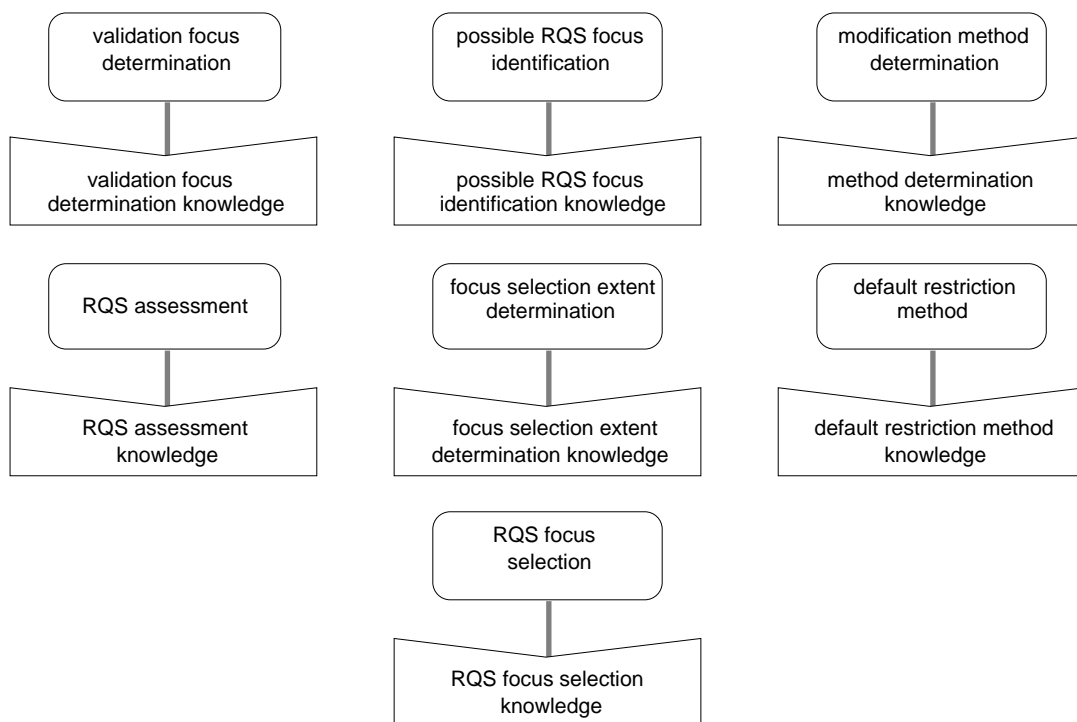 validation focus
determination
possible RQS focus
identification
modification method
determination
validation focus
determination knowledge
possible RQS focus
identification knowledge
method determination
knowledge
RQS assessment
focus selection extent
determination
default restriction
method
RQS assessment
knowledge
focus selection extent
determination knowledge
default restriction method
knowledge
RQS focus
selection
RQS focus selection
knowledge